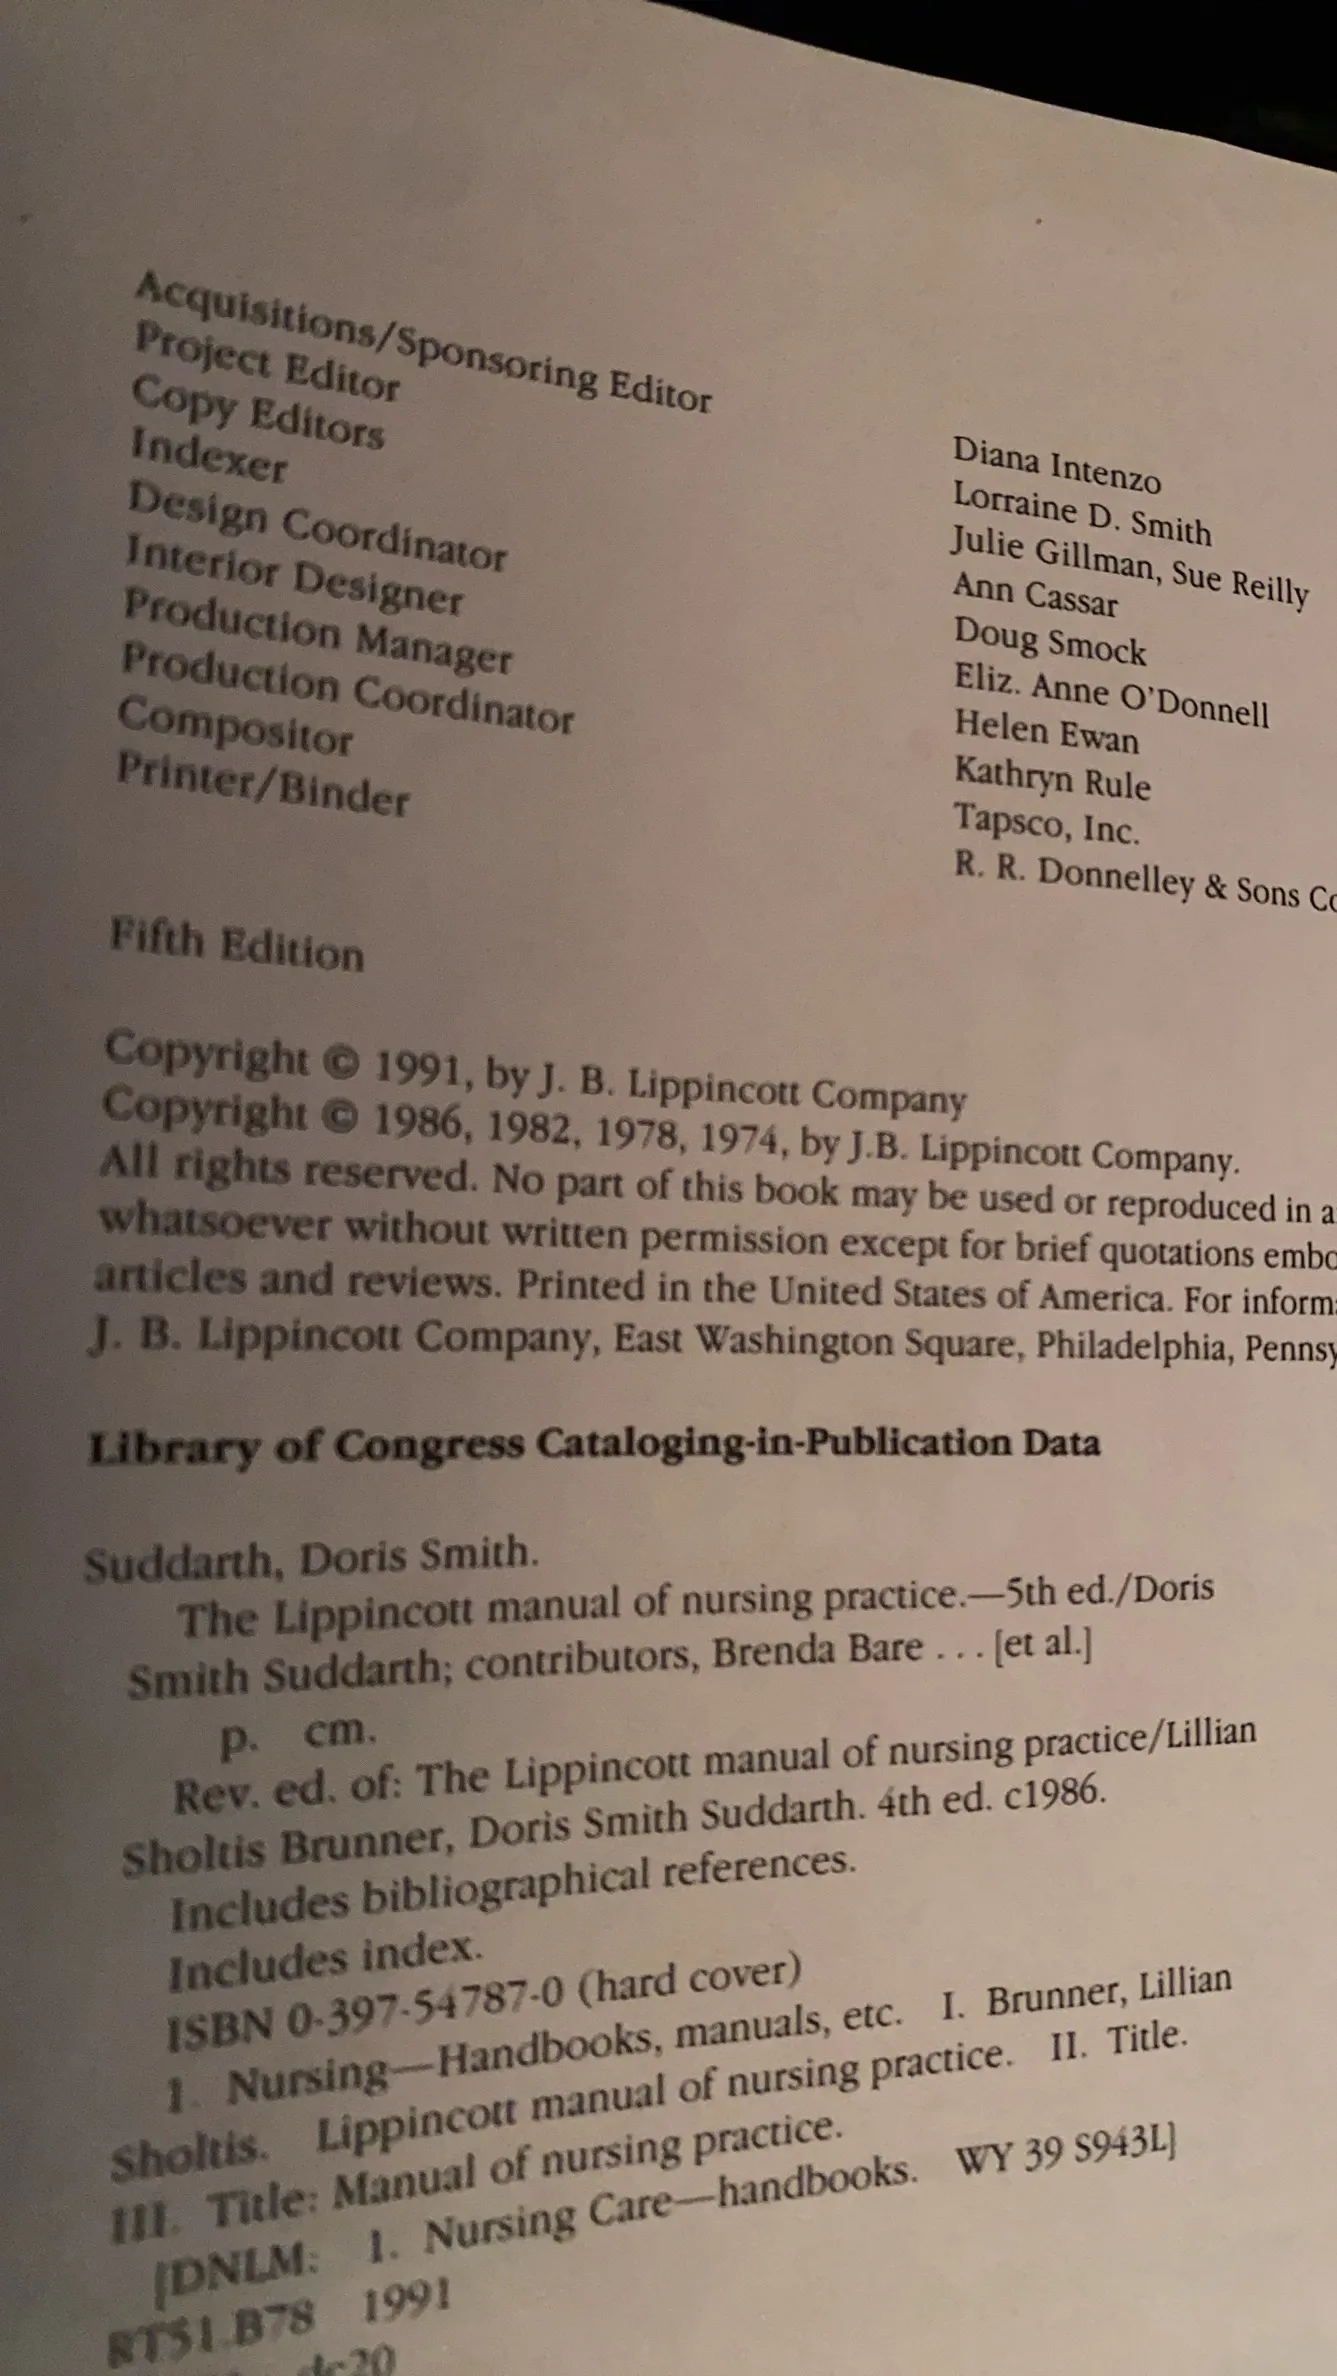 Acquisitions/Sponsoring Editor
Project Editor
Copy Editors
Indexer
Design Coordinator
Interior Designer
Production Manager
Production Coordinator
Compositor
Printer/Binder
Diana Intenzo
Lorraine D. Smith
Julie Gillman, Sue Reilly
Ann Cassar
Doug Smock
Eliz. Anne O'Donnell
Helen Ewan
Kathryn Rule
Tapsco, Inc.
R. R. Donnelley & Sons Co
Fifth Edition
Copyright © 1991, by J. B. Lippincott Company
Copyright © 1986, 1982, 1978, 1974, by J.B. Lippincott Company.
All rights reserved. No part of this book may be used or reproduced in a
whatsoever without written permission except for brief quotations embo
articles and reviews. Printed in the United States of America. For inform
J. B. Lippincott Company, East Washington Square, Philadelphia, Pennsy
Library of Congress Cataloging-in-Publication Data
Suddarth, Doris Smith.
The Lippincott manual of nursing practice.—5th ed./Doris
Smith Suddarth; contributors, Brenda Bare . . . [et al.]
p. cm.
Rev. ed. of: The Lippincott manual of nursing practice/Lillian
Sholtis Brunner, Doris Smith Suddarth. 4th ed. c1986.
Includes bibliographical references.
Includes index.
ISBN 0-397-54787-0 (hard cover)
1. Nursing—Handbooks, manuals, etc. I. Brunner, Lillian
Sholtis. Lippincott manual of nursing practice. II. Title.
III. Title: Manual of nursing practice.
[DNLM: 1. Nursing Care—handbooks. WY 39 S943L]
RT51.B78 1991
dc20